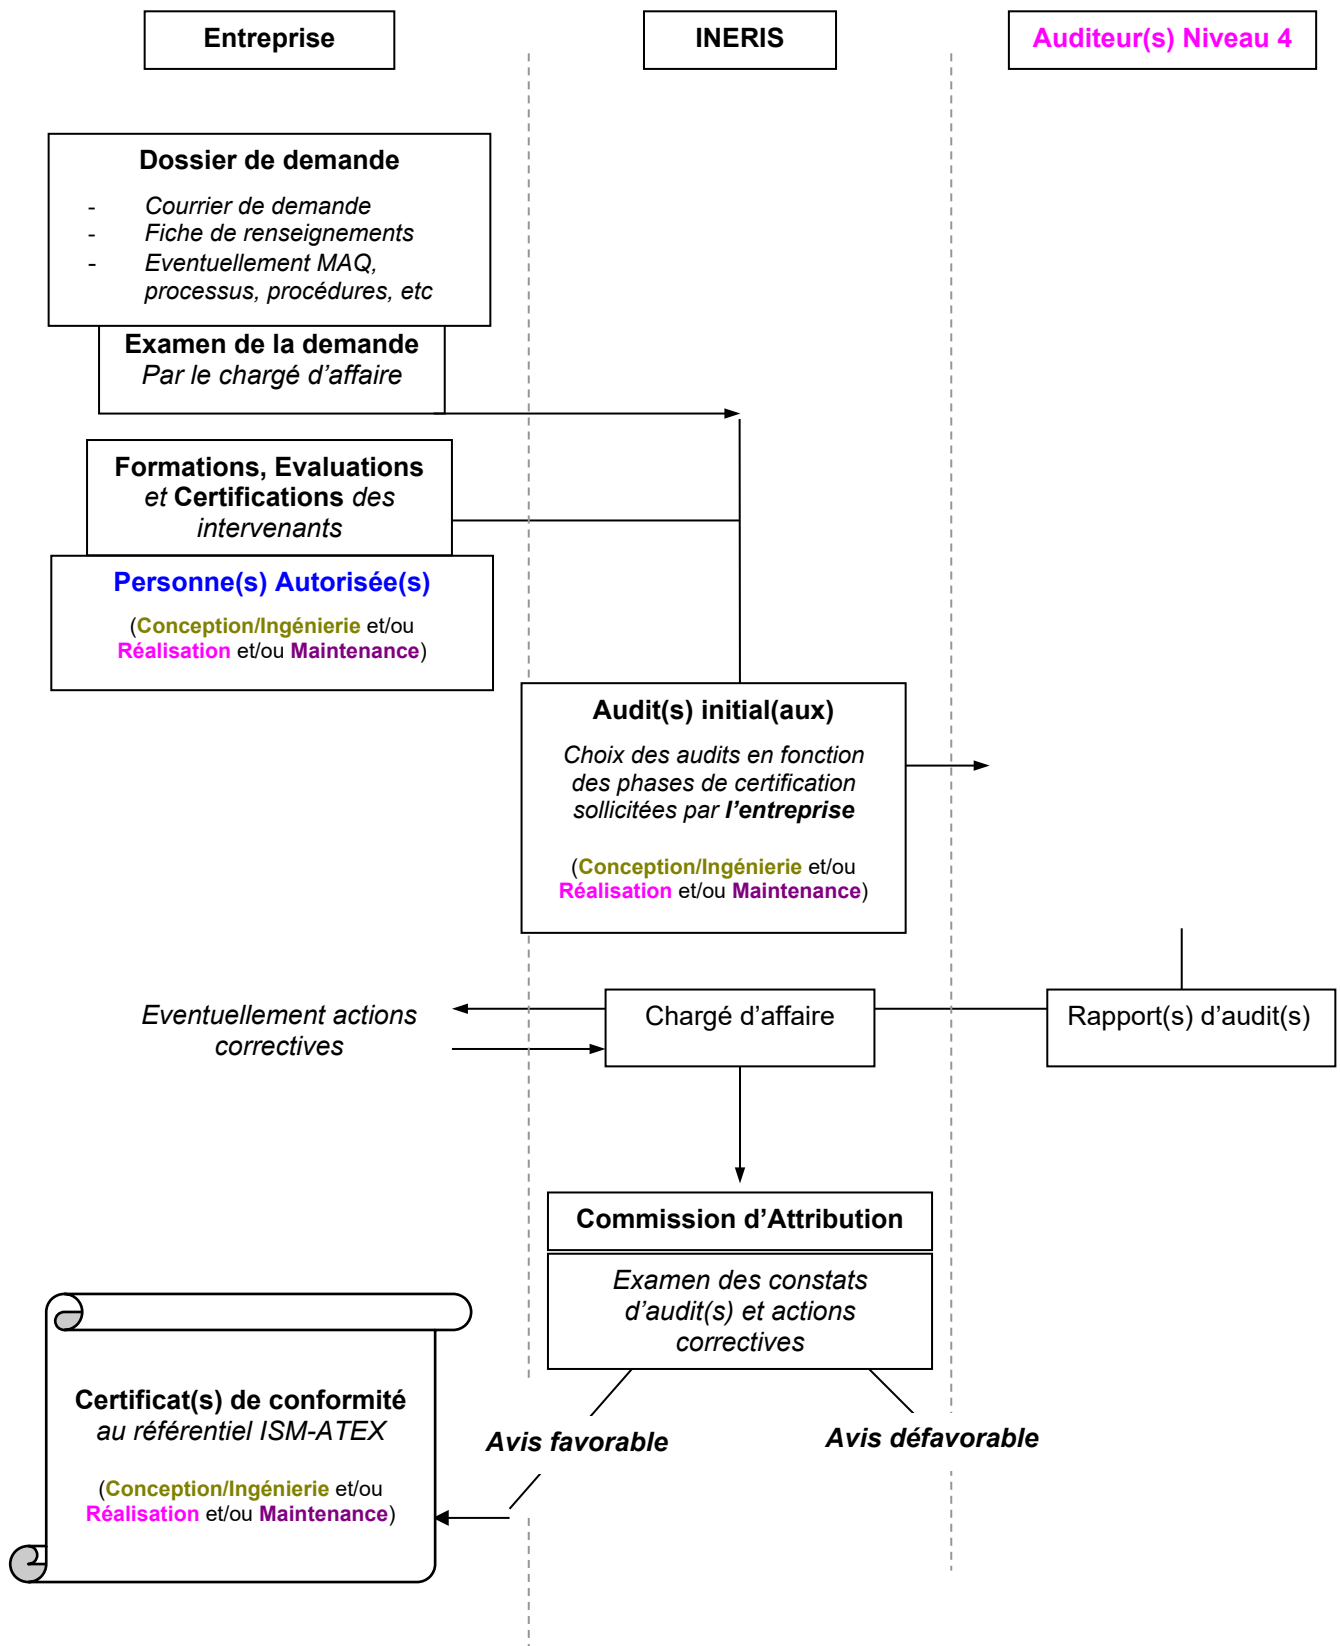 Entreprise
INERIS
Auditeur(s) Niveau 4
Dossier de demande
- Courrier de demande
- Fiche de renseignements
- Eventuellement MAQ,
processus, procédures, etc
Examen de la demande
Par le chargé d’affaire
Formations, Evaluations
et Certifications des
intervenants
Personne(s) Autorisée(s)
(Conception/Ingénierie et/ou
Réalisation et/ou Maintenance)
Audit(s) initial(aux)
Choix des audits en fonction
des phases de certification
sollicitées par l’entreprise
(Conception/Ingénierie et/ou
Réalisation et/ou Maintenance)
Eventuellement actions
correctives
Chargé d’affaire
Rapport(s) d’audit(s)
Commission d’Attribution
Examen des constats
d’audit(s) et actions
correctives
Avis favorable
Avis défavorable
Certificat(s) de conformité
au référentiel ISM-ATEX
(Conception/Ingénierie et/ou
Réalisation et/ou Maintenance)